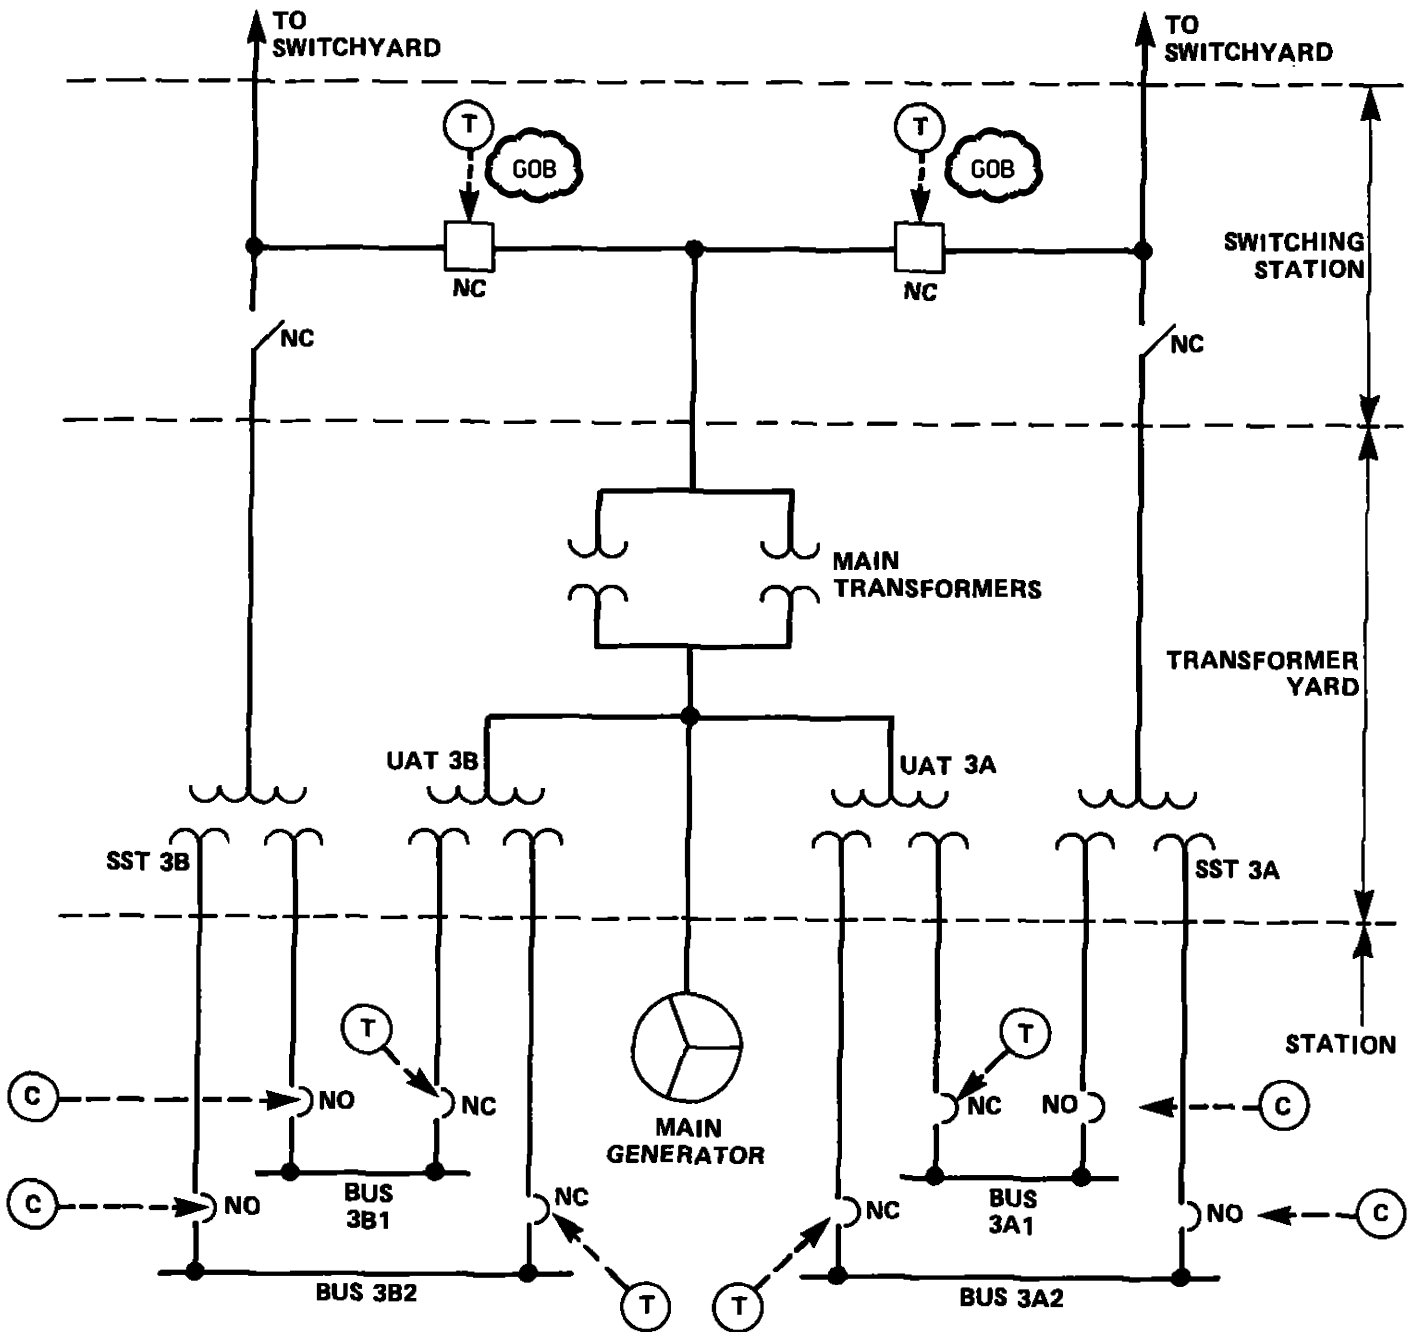 TO
SWITCHYARD
TO
SWITCHYARD
T
GOB
T
GOB
SWITCHING
STATION
NC
NC
NC
NC
MAIN
TRANSFORMERS
TRANSFORMER
YARD
UAT 3B
UAT 3A
SST 3B
SST 3A
T
T
STATION
C
NO
NC
NC
NO
C
MAIN
GENERATOR
C
NO
BUS
3B1
NC
NC
BUS
3A1
NO
C
BUS 3B2
T
T
BUS 3A2